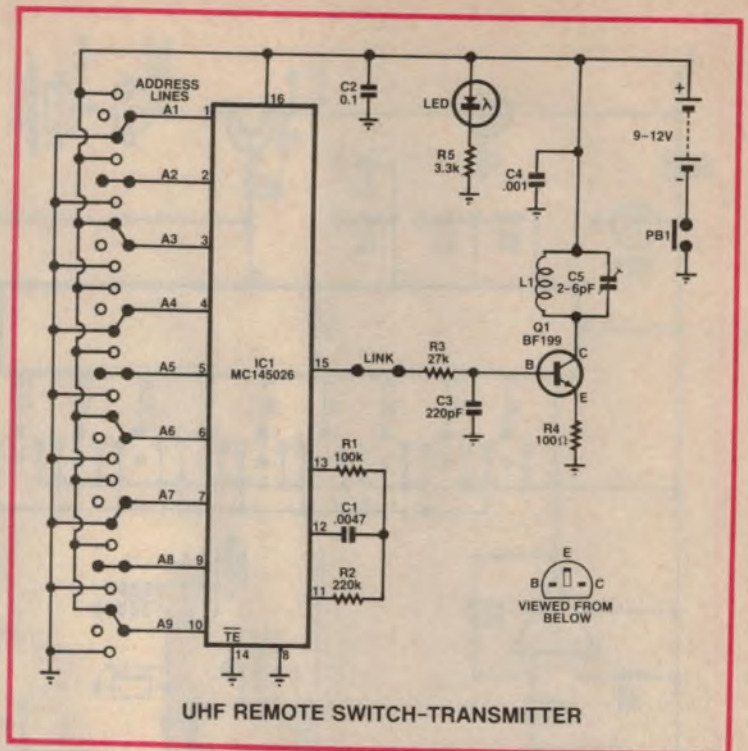 ADDRESS
LINES
A1
1
A2
2
A3
3
A4
4
A5
5
A6
6
A7
7
A8
9
A9
10
16
IC1
MC145026
15
13
12
11
TE
14
8
C2
0.1
LED
λ
R5
3.3k
C4
.001
+
9–12V
-
PB1
L1
C5
2–6pF
Q1
BF199
C
B
E
LINK
R3
27k
C3
220pF
R4
100Ω
R1
100k
C1
.0047
R2
220k
E
B
C
VIEWED FROM
BELOW
UHF REMOTE SWITCH–TRANSMITTER